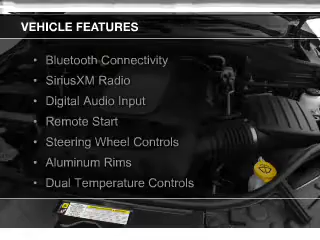 VEHICLE FEATURES
• Bluetooth Connectivity
• SiriusXM Radio
• Digital Audio Input
• Remote Start
• Steering Wheel Controls
• Aluminum Rims
• Dual Temperature Controls